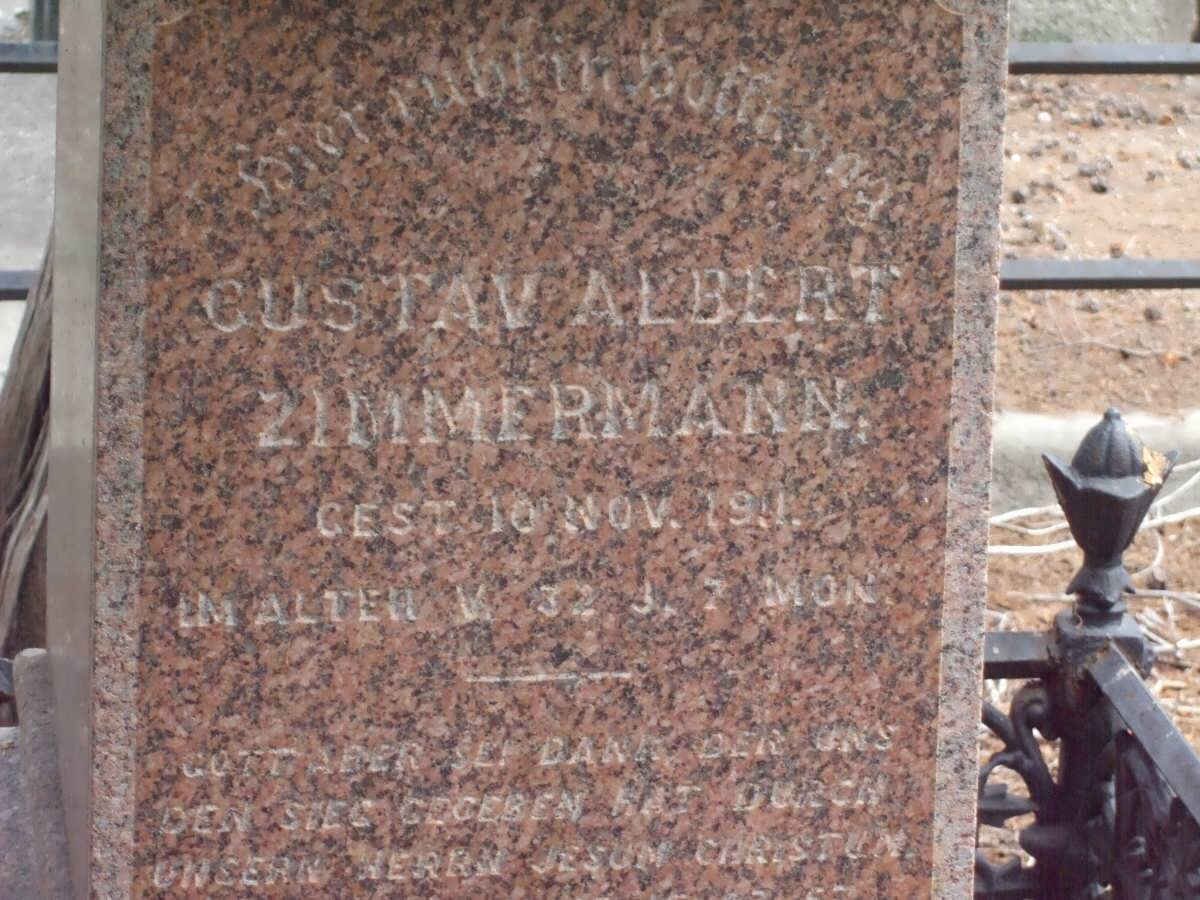 Hier ruht in Hoffnung
GUSTAV ALBERT
ZIMMERMANN.
GEST 10 NOV. 1911.
IM ALTER V. 32 J. 7 MON.
GOTT ABER SEI DANK, DER UNS
DEN SIEG GEGEBEN HAT DURCH
UNSERN HERRN JESUM CHRISTUM.